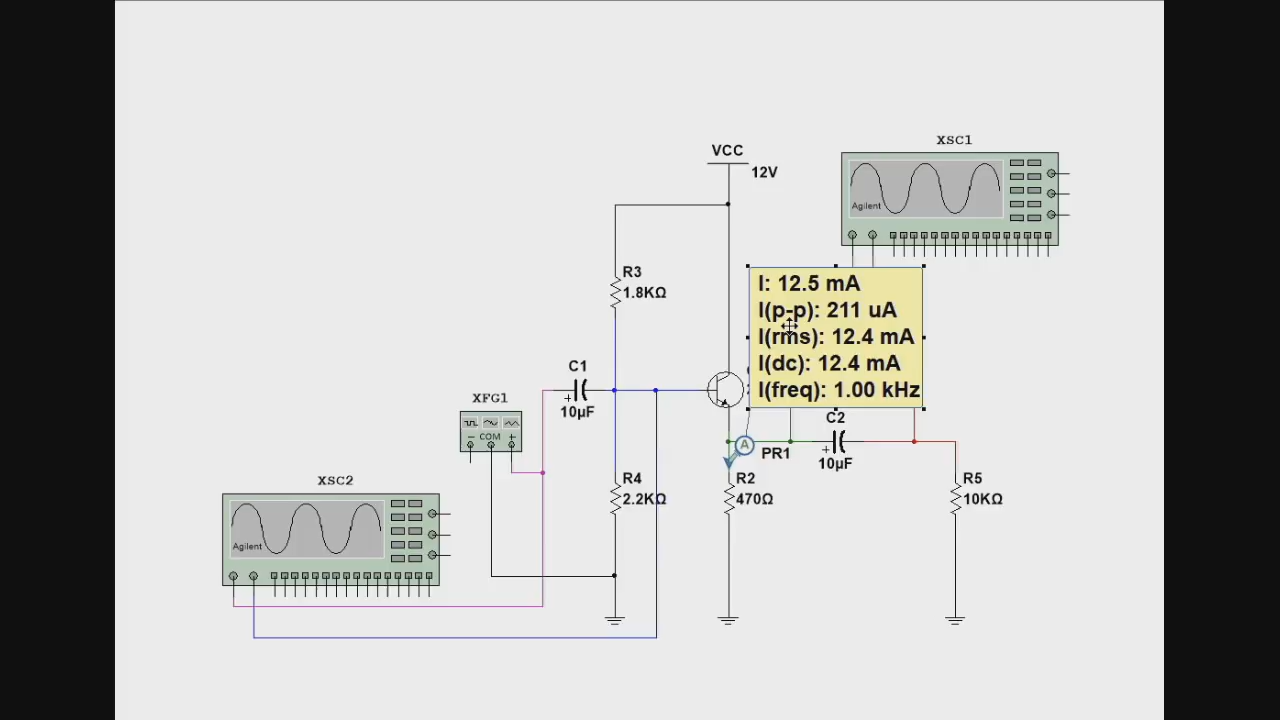 XSC1
Agilent
VCC
12V
R3
1.8KΩ
I: 12.5 mA
I(p-p): 211 uA
I(rms): 12.4 mA
I(dc): 12.4 mA
I(freq): 1.00 kHz
C1
+
10µF
XFG1
− COM +
C2
+
10µF
A
PR1
R4
2.2KΩ
R2
470Ω
R5
10KΩ
XSC2
Agilent